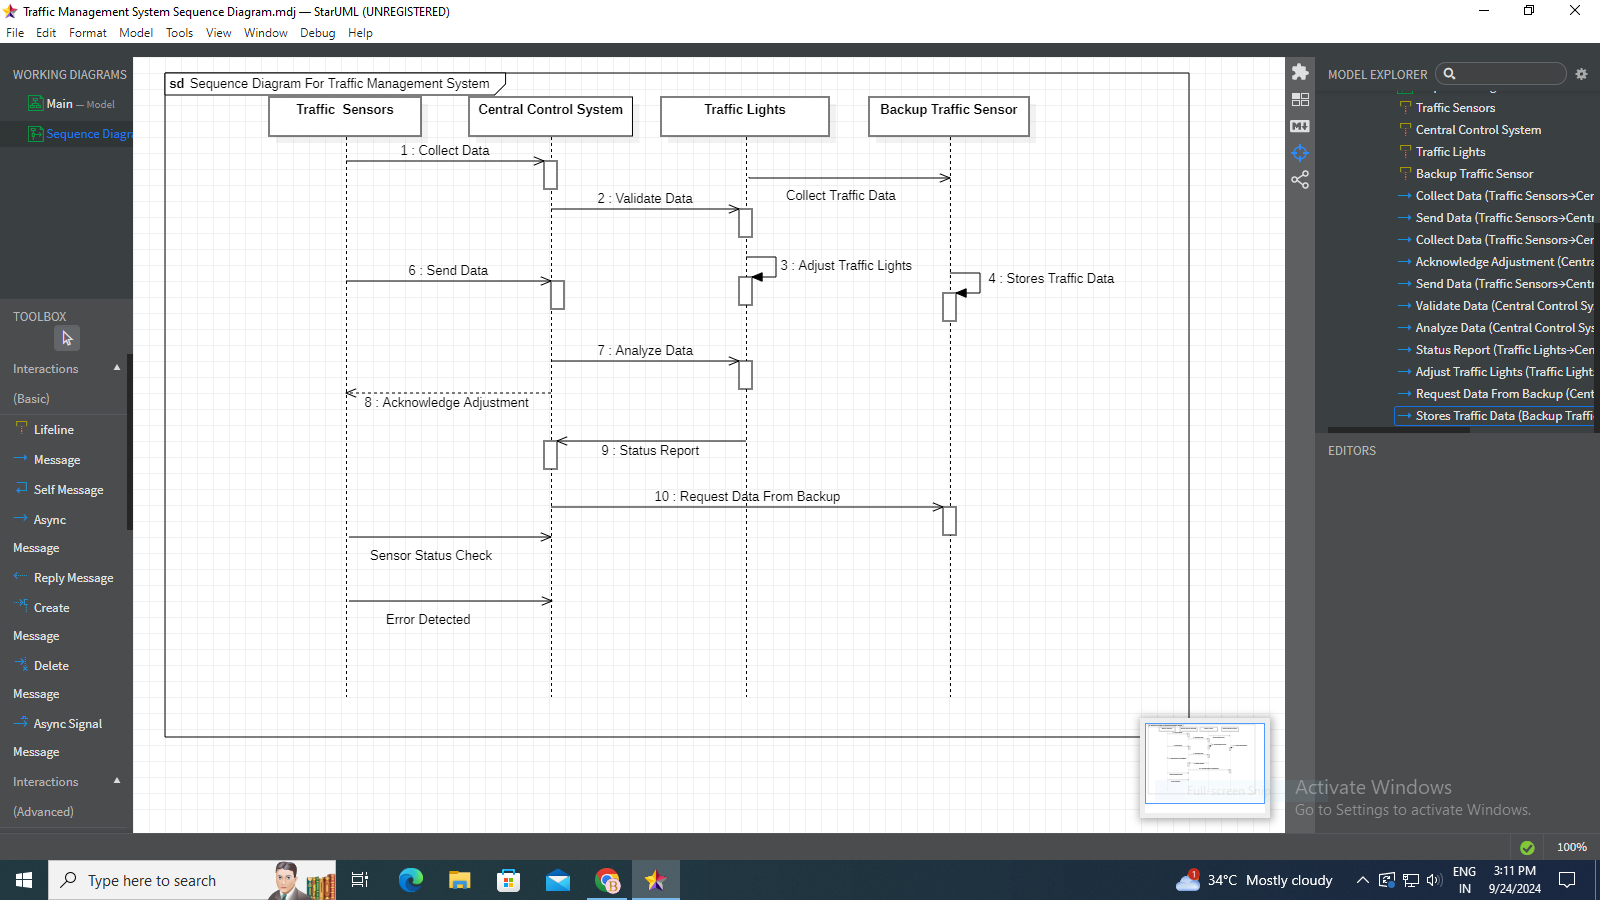 Traffic Management System Sequence Diagram.mdj — StarUML (UNREGISTERED)
File Edit Format Model Tools View Window Debug Help
WORKING DIAGRAMS
Main — Model
Sequence Diagra
TOOLBOX
Interactions
(Basic)
Lifeline
Message
Self Message
Async
Message
Reply Message
Create
Message
Delete
Message
Async Signal
Message
Interactions
(Advanced)
sd Sequence Diagram For Traffic Management System
Traffic Sensors
Central Control System
Traffic Lights
Backup Traffic Sensor
1 : Collect Data
Collect Traffic Data
2 : Validate Data
3 : Adjust Traffic Lights
6 : Send Data
4 : Stores Traffic Data
7 : Analyze Data
8 : Acknowledge Adjustment
9 : Status Report
10 : Request Data From Backup
Sensor Status Check
Error Detected
MODEL EXPLORER
Traffic Sensors
Central Control System
Traffic Lights
Backup Traffic Sensor
Collect Data (Traffic Sensors→Cer
Send Data (Traffic Sensors→Centr
Collect Data (Traffic Sensors→Cer
Acknowledge Adjustment (Centra
Send Data (Traffic Sensors→Centr
Validate Data (Central Control Sy
Analyze Data (Central Control Sys
Status Report (Traffic Lights→Cen
Adjust Traffic Lights (Traffic Light
Request Data From Backup (Cent
Stores Traffic Data (Backup Traffi
EDITORS
Full-screen
Activate Windows
Go to Settings to activate Windows.
100%
Type here to search
1
34°C Mostly cloudy
ENG
IN
3:11 PM
9/24/2024